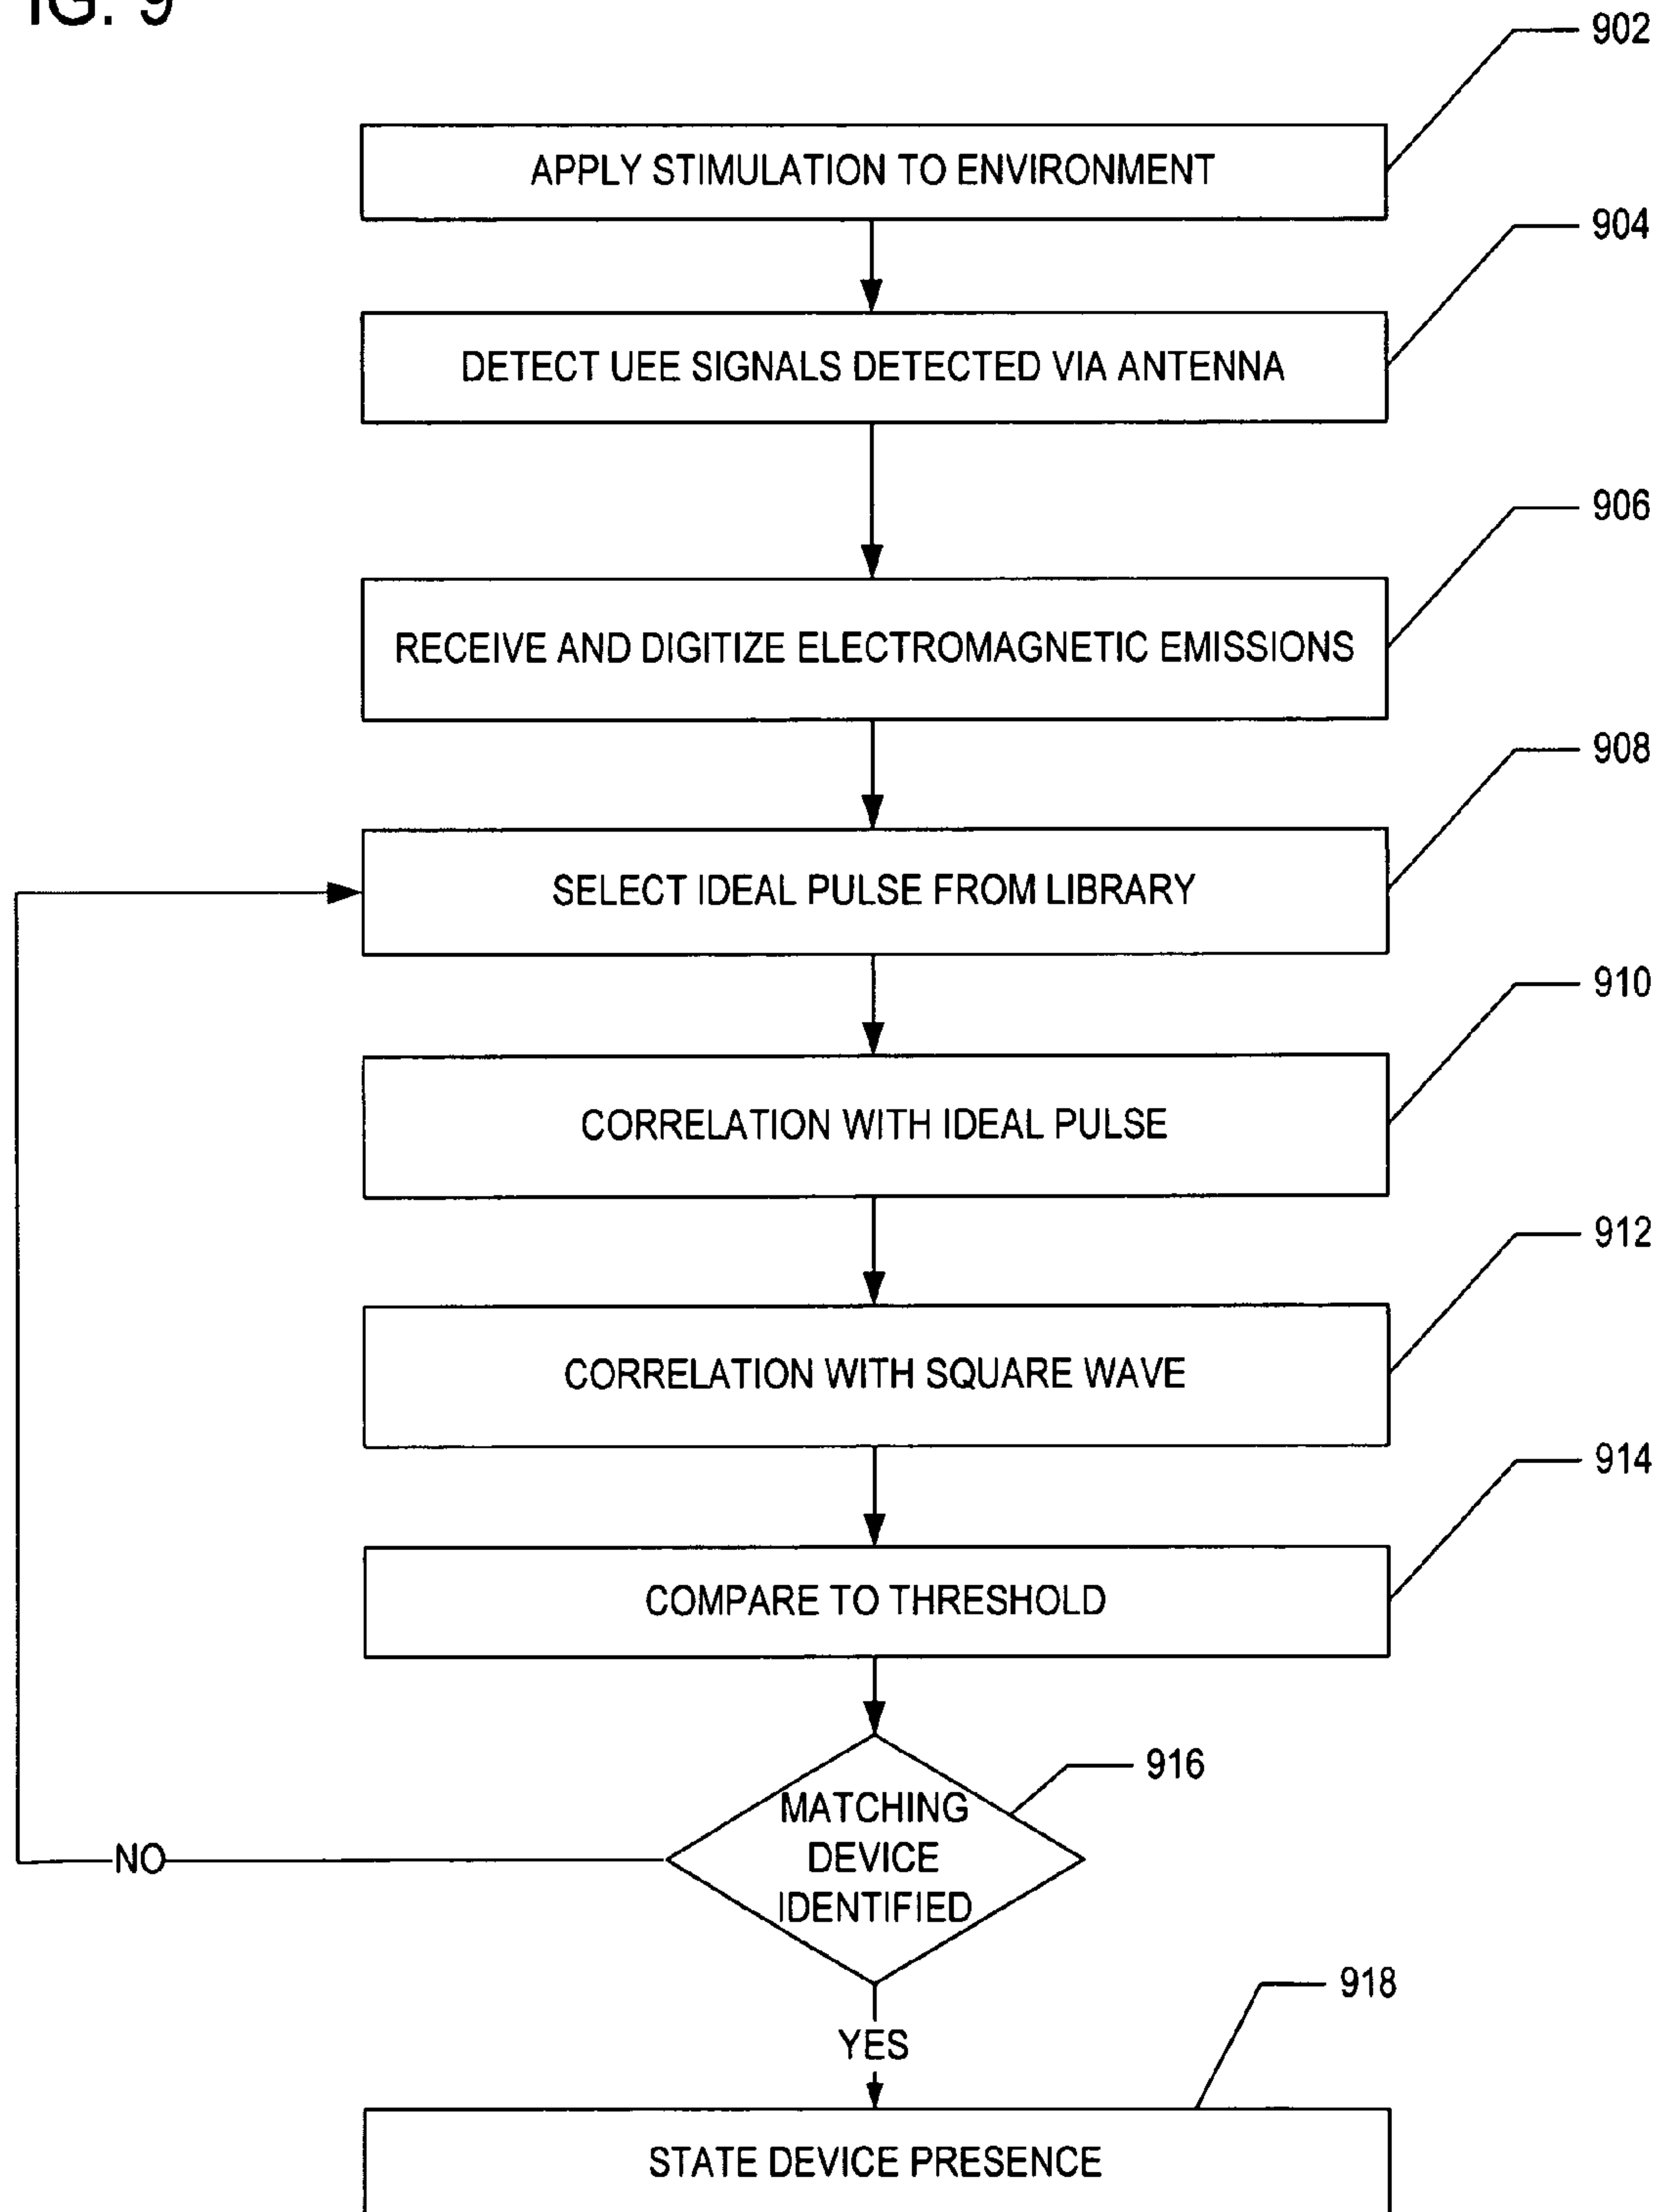 IG. 9
902
APPLY STIMULATION TO ENVIRONMENT
904
DETECT UEE SIGNALS DETECTED VIA ANTENNA
906
RECEIVE AND DIGITIZE ELECTROMAGNETIC EMISSIONS
908
SELECT IDEAL PULSE FROM LIBRARY
910
CORRELATION WITH IDEAL PULSE
912
CORRELATION WITH SQUARE WAVE
914
COMPARE TO THRESHOLD
916
MATCHING
DEVICE
IDENTIFIED
NO
YES
918
STATE DEVICE PRESENCE